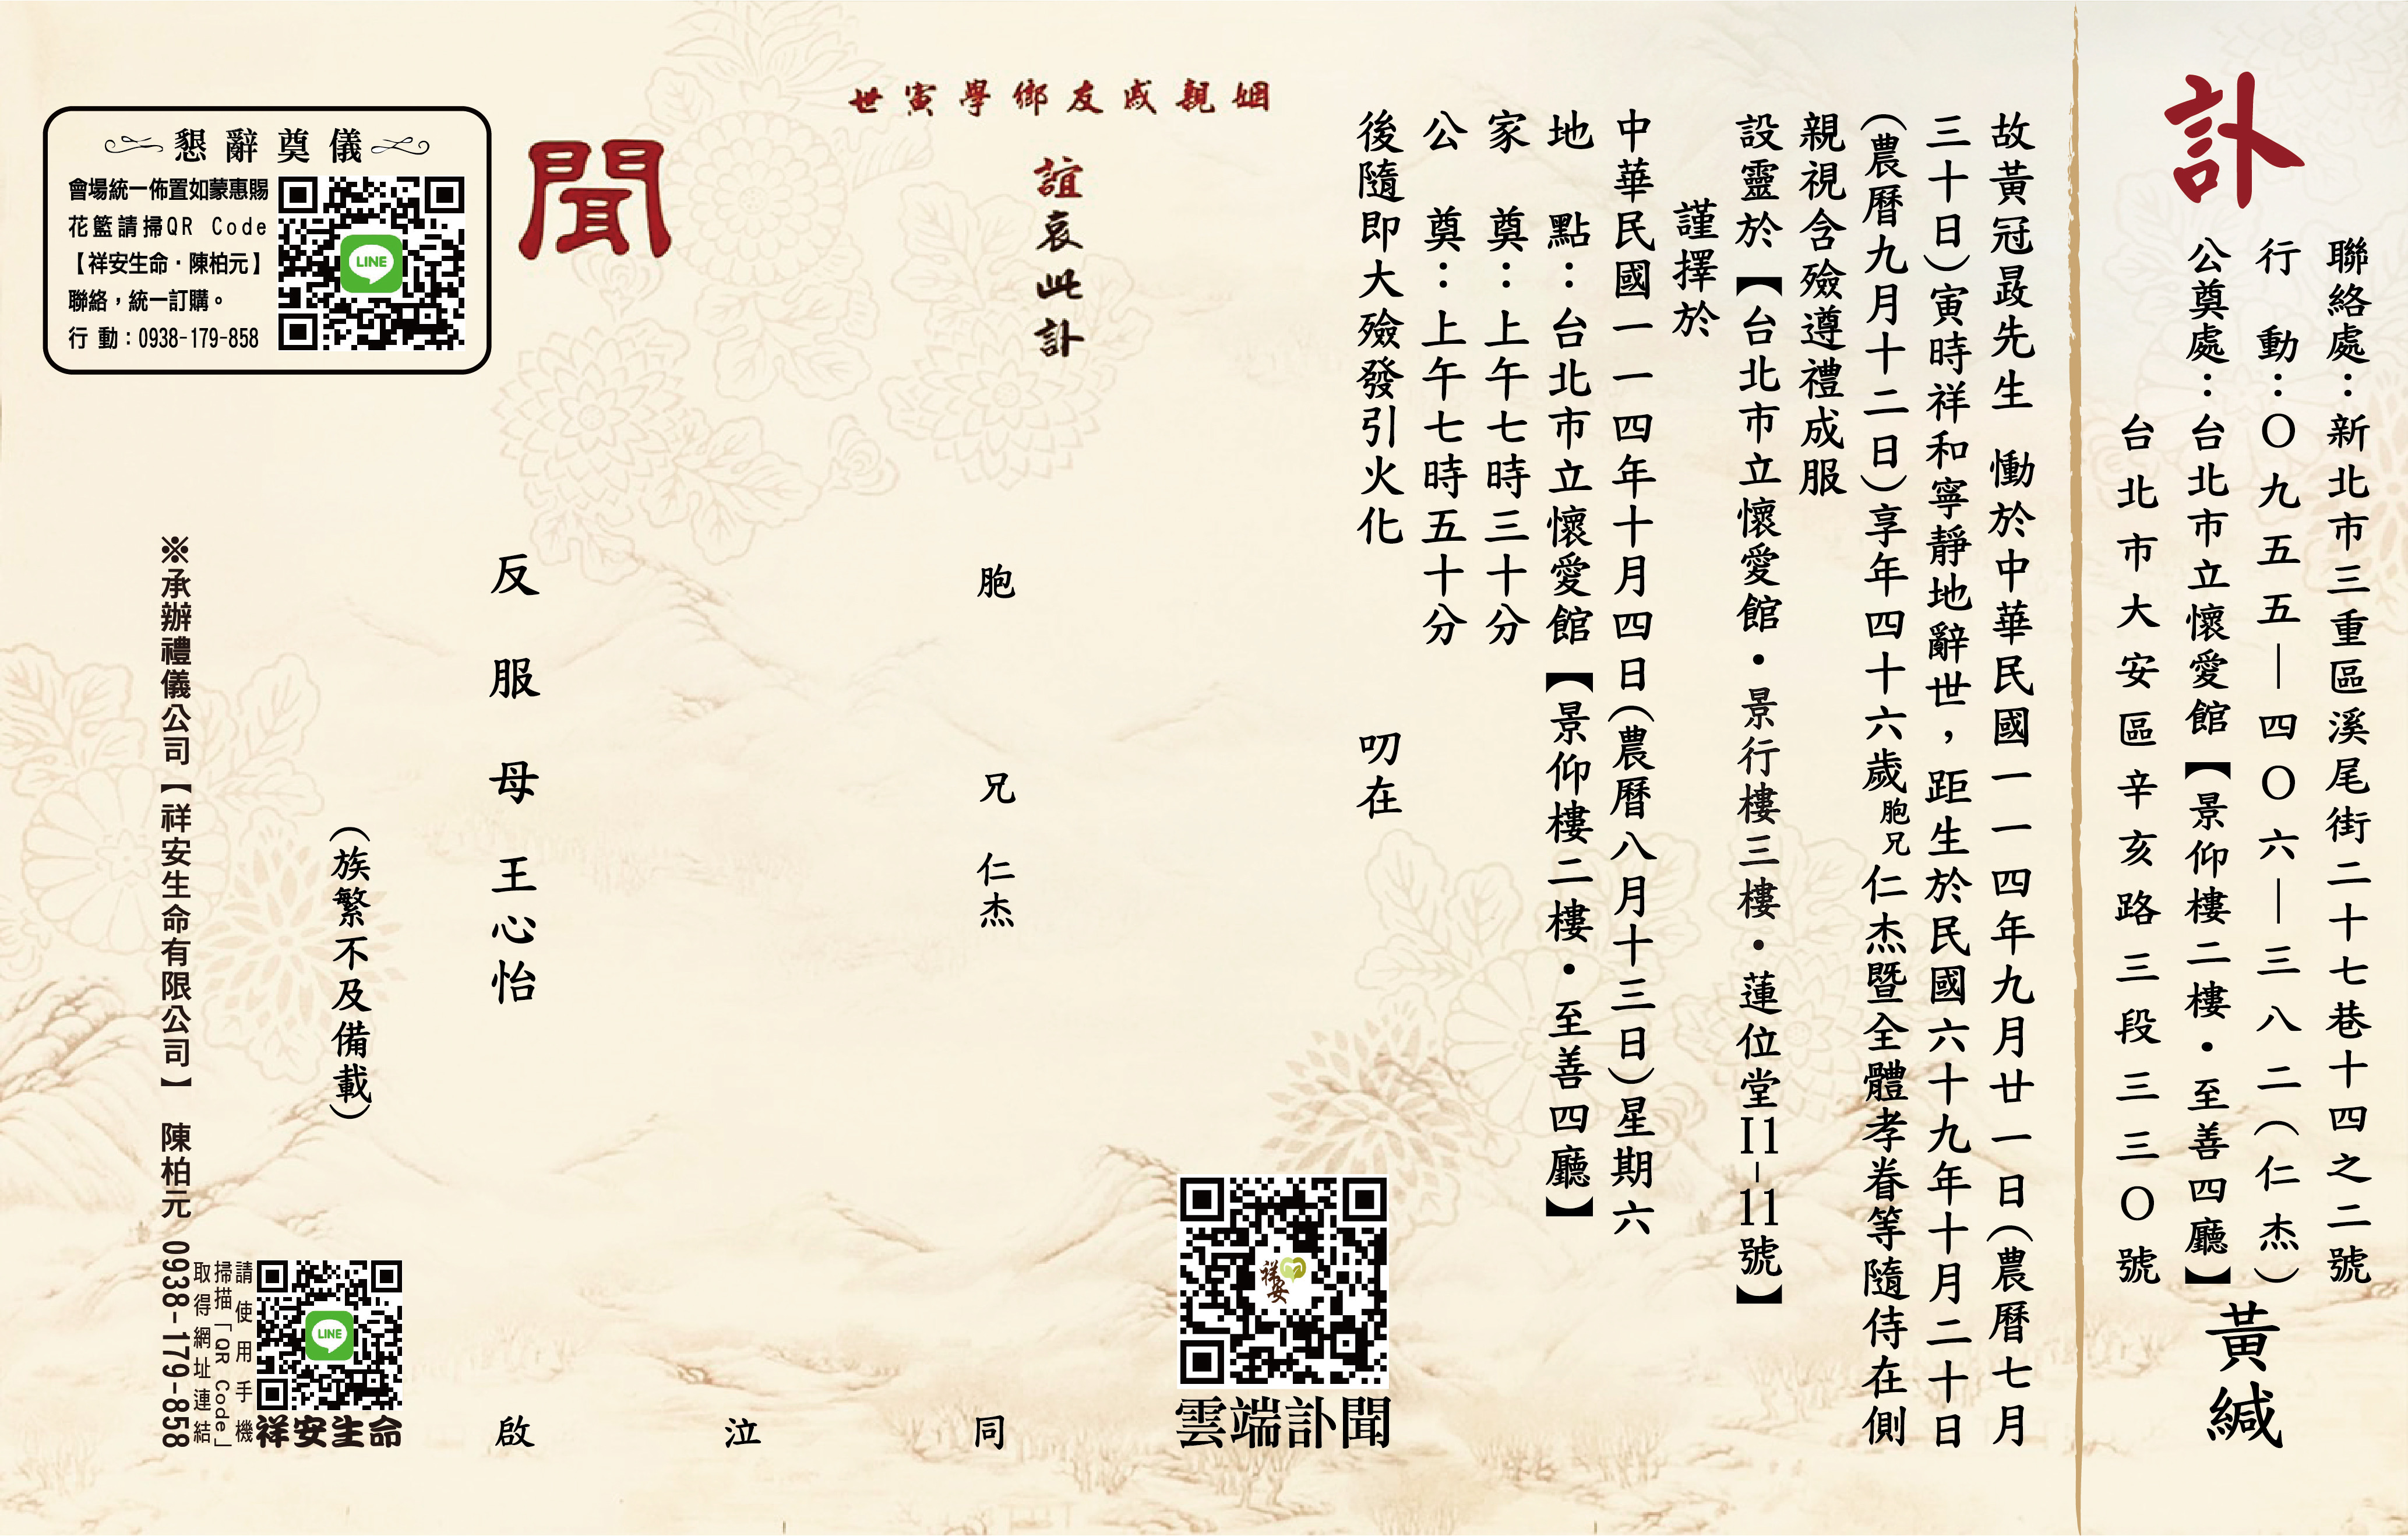 訃
聯絡處：新北市三重區溪尾街二十七巷十四之二號
行動：〇九五五—四〇六—三八二（仁杰）
公奠處：台北市立懷愛館【景仰樓二樓・至善四廳】
台北市大安區辛亥路三段三三〇號
黃緘
故黃冠晸先生 慟於中華民國一一四年九月廿一日(農曆七月
三十日)寅時祥和寧靜地辭世，距生於民國六十九年十月二十日
(農曆九月十二日)享年四十六歲胞兄仁杰暨全體孝眷等隨侍在側
親視含殮遵禮成服
設靈於【台北市立懷愛館・景行樓三樓・蓮位堂I1-11號】
謹擇於
中華民國一一四年十月四日(農曆八月十三日)星期六
地 點：台北市立懷愛館【景仰樓二樓・至善四廳】
家 奠：上午七時三十分
公 奠：上午七時五十分
後隨即大殮發引火化 叨在
雲端訃聞
祥安
姻親戚友鄉學寅世
誼哀此訃
聞
胞兄 仁杰
反服母 王心怡
同泣啟
(族繁不及備載)
懇辭奠儀
會場統一佈置如蒙惠賜
花籃請掃QR Code
【祥安生命・陳柏元】
聯絡，統一訂購。
行 動：0938-179-858
LINE
請使用手機
掃描「QR Code」
取得網址連結
LINE
祥安生命
※承辦禮儀公司【祥安生命有限公司】 陳柏元 0938-179-858